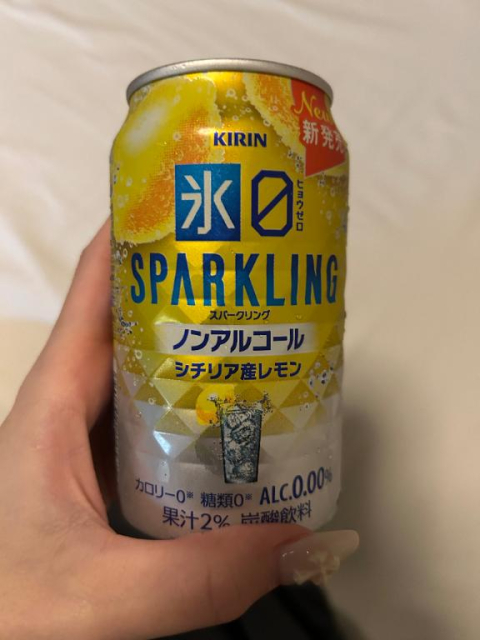 New
新発売
KIRIN
氷0
ヒョウゼロ
SPARKLING
スパークリング
ノンアルコール
シチリア産レモン
カロリー0※ 糖類0※ ALC.0.00%
果汁2% 炭酸飲料